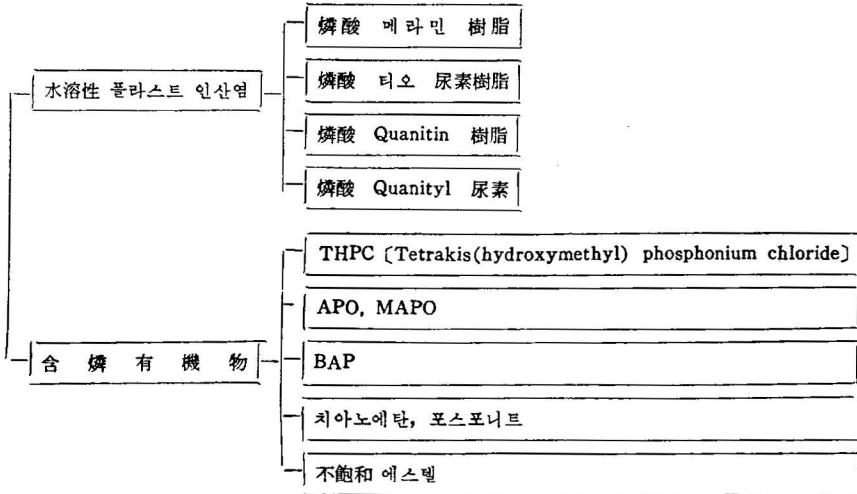 燐酸 메라민 樹脂
水溶性 플라스트 인산염
燐酸 티오 尿素樹脂
燐酸 Quanitin 樹脂
燐酸 Quanityl 尿素
THPC〔Tetrakis(hydroxymethyl) phosphonium chloride〕
APO, MAPO
含燐有機物
BAP
치아노에탄, 포스포니트
不飽和 에스텔